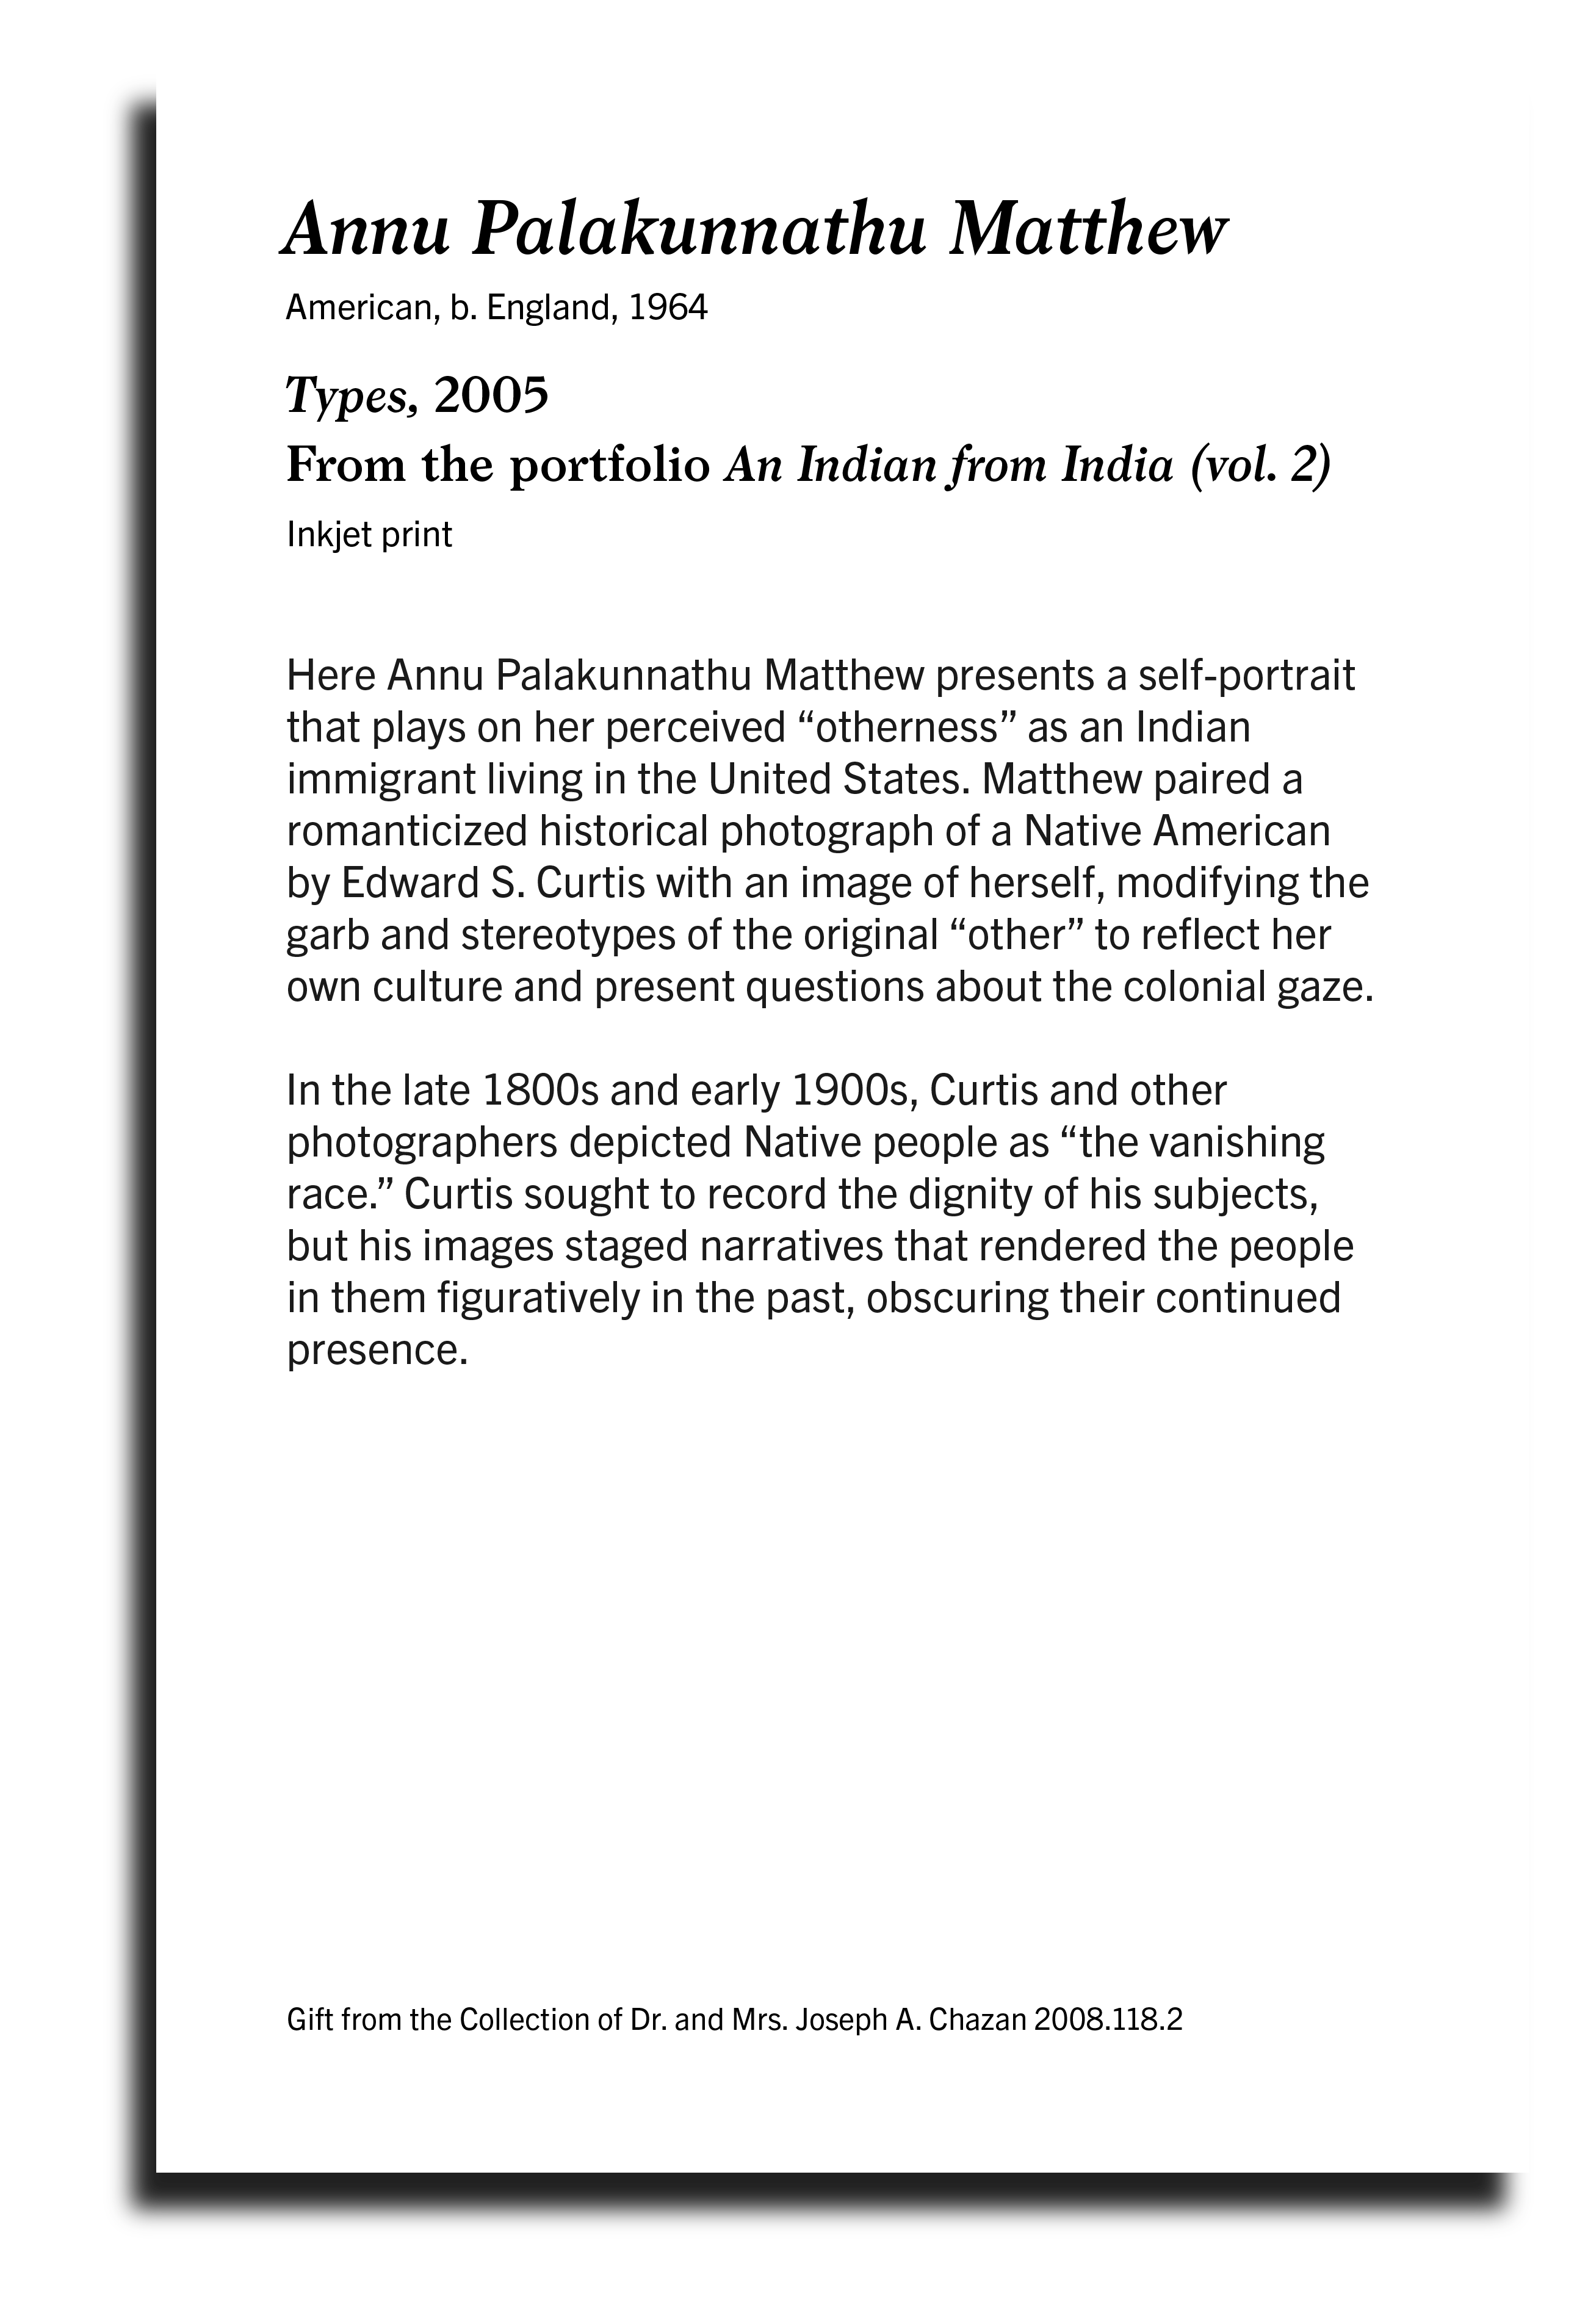 Annu Palakunnathu Matthew
American, b. England, 1964
Types, 2005
From the portfolio An Indian from India (vol. 2)
Inkjet print
Here Annu Palakunnathu Matthew presents a self-portrait
that plays on her perceived “otherness” as an Indian
immigrant living in the United States. Matthew paired a
romanticized historical photograph of a Native American
by Edward S. Curtis with an image of herself, modifying the
garb and stereotypes of the original “other” to reflect her
own culture and present questions about the colonial gaze.
In the late 1800s and early 1900s, Curtis and other
photographers depicted Native people as “the vanishing
race.” Curtis sought to record the dignity of his subjects,
but his images staged narratives that rendered the people
in them figuratively in the past, obscuring their continued
presence.
Gift from the Collection of Dr. and Mrs. Joseph A. Chazan 2008.118.2